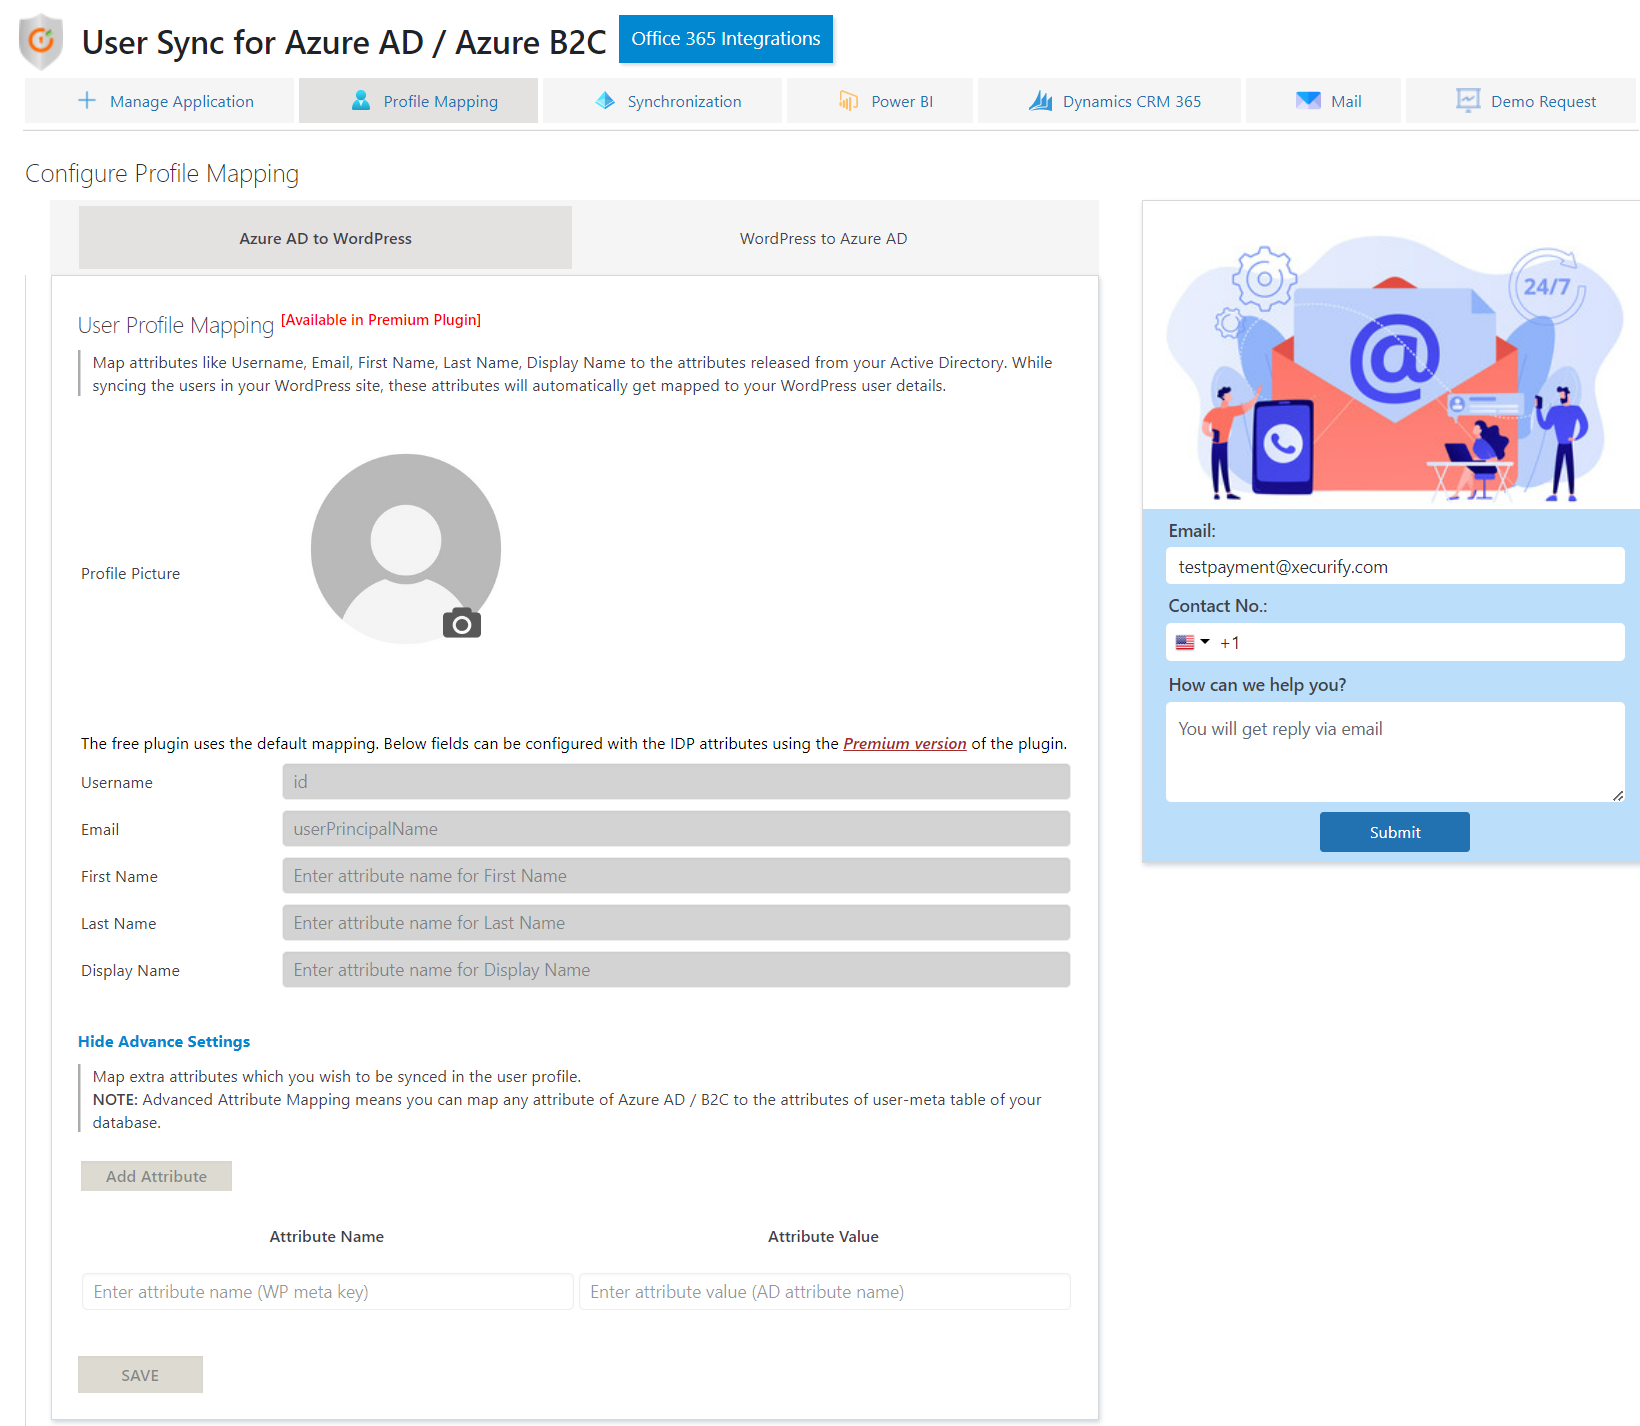 User Sync for Azure AD / Azure B2C
Office 365 Integrations
Manage Application
Profile Mapping
Synchronization
Power BI
Dynamics CRM 365
Mail
Demo Request
Configure Profile Mapping
Azure AD to WordPress
WordPress to Azure AD
User Profile Mapping [Available in Premium Plugin]
Map attributes like Username, Email, First Name, Last Name, Display Name to the attributes released from your Active Directory. While
syncing the users in your WordPress site, these attributes will automatically get mapped to your WordPress user details.
Profile Picture
The free plugin uses the default mapping. Below fields can be configured with the IDP attributes using the Premium version of the plugin.
Username
id
Email
userPrincipalName
First Name
Enter attribute name for First Name
Last Name
Enter attribute name for Last Name
Display Name
Enter attribute name for Display Name
Hide Advance Settings
Map extra attributes which you wish to be synced in the user profile.
NOTE: Advanced Attribute Mapping means you can map any attribute of Azure AD / B2C to the attributes of user-meta table of your
database.
Add Attribute
Attribute Name
Attribute Value
Enter attribute name (WP meta key)
Enter attribute value (AD attribute name)
SAVE
24/7
@
Email:
testpayment@xecurify.com
Contact No.:
+1
How can we help you?
You will get reply via email
Submit